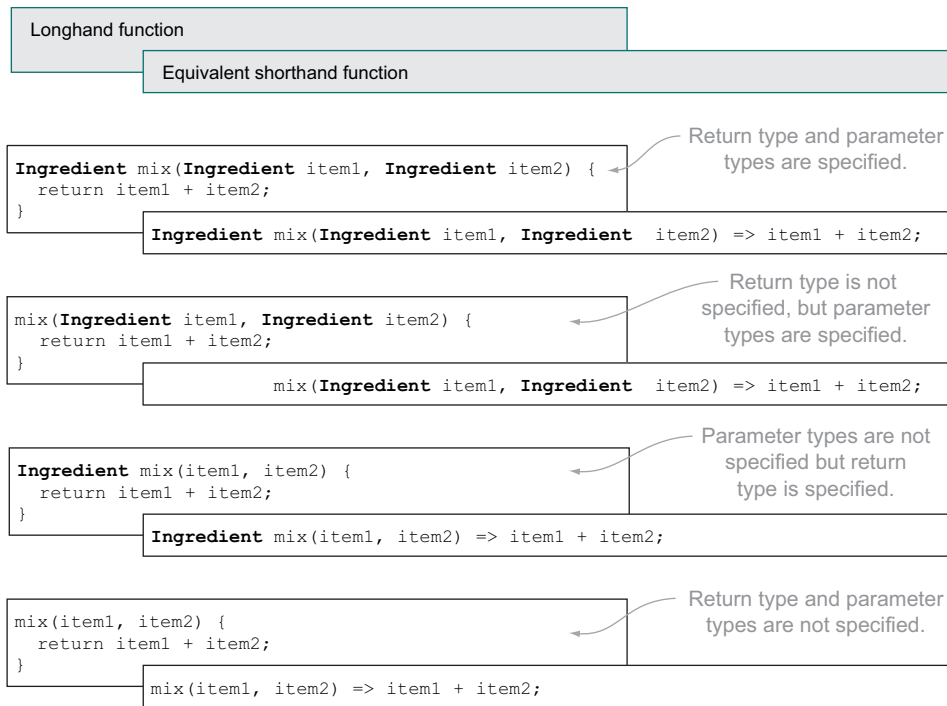 Longhand function
Equivalent shorthand function
Return type and parameter
types are specified.
Ingredient mix(Ingredient item1, Ingredient item2) {
  return item1 + item2;
}
Ingredient mix(Ingredient item1, Ingredient  item2) => item1 + item2;
Return type is not
specified, but parameter
types are specified.
mix(Ingredient item1, Ingredient item2) {
  return item1 + item2;
}
mix(Ingredient item1, Ingredient  item2) => item1 + item2;
Parameter types are not
specified but return
type is specified.
Ingredient mix(item1, item2) {
  return item1 + item2;
}
Ingredient mix(item1, item2) => item1 + item2;
Return type and parameter
types are not specified.
mix(item1, item2) {
  return item1 + item2;
}
mix(item1, item2) => item1 + item2;